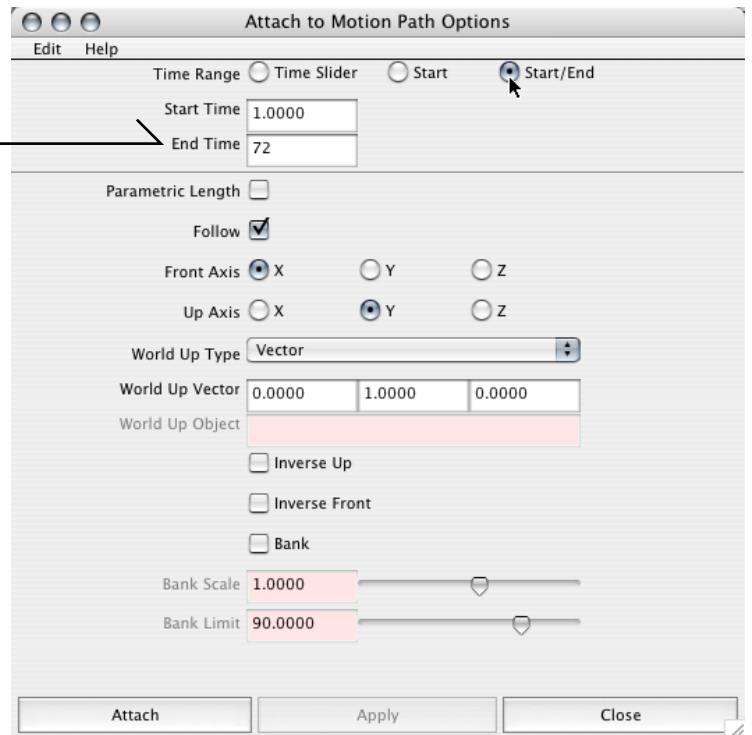 Attach to Motion Path Options
Edit Help
Time Range Time Slider Start Start/End
Start Time 1.0000
End Time 72
Parametric Length
Follow
Front Axis X Y Z
Up Axis X Y Z
World Up Type Vector
World Up Vector 0.0000 1.0000 0.0000
World Up Object
Inverse Up
Inverse Front
Bank
Bank Scale 1.0000
Bank Limit 90.0000
Attach Apply Close